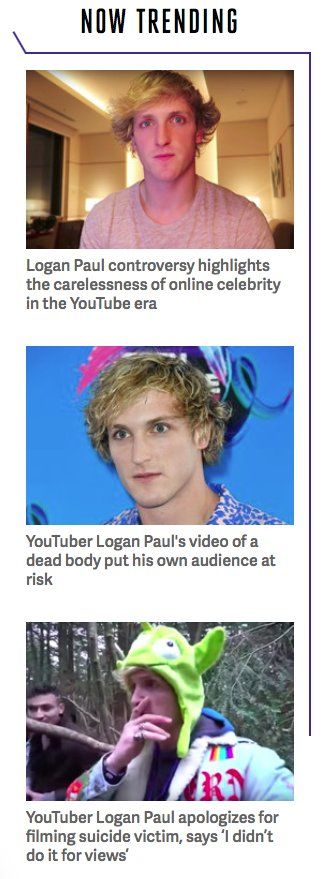 NOW TRENDING
Logan Paul controversy highlights
the carelessness of online celebrity
in the YouTube era
YouTuber Logan Paul's video of a
dead body put his own audience at
risk
YouTuber Logan Paul apologizes for
filming suicide victim, says ‘I didn’t
do it for views’